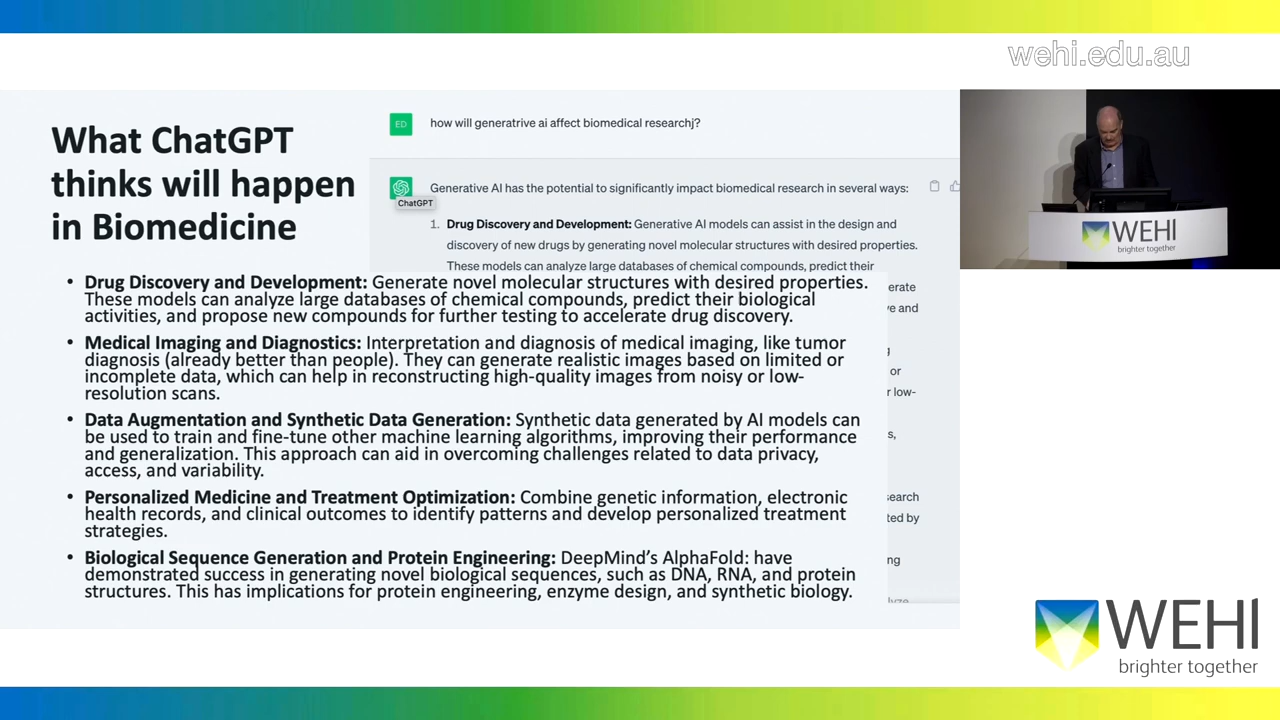 wehi.edu.au
What ChatGPT
thinks will happen
in Biomedicine
ED
how will generatrive ai affect biomedical researchj?
ChatGPT
Generative AI has the potential to significantly impact biomedical research in several ways:
1. Drug Discovery and Development: Generative AI models can assist in the design and
discovery of new drugs by generating novel molecular structures with desired properties.
These models can analyze large databases of chemical compounds, predict their
erate
e and
or
low-
s,
search
ted by
ng
• Drug Discovery and Development: Generate novel molecular structures with desired properties.
These models can analyze large databases of chemical compounds, predict their biological
activities, and propose new compounds for further testing to accelerate drug discovery.
• Medical Imaging and Diagnostics: Interpretation and diagnosis of medical imaging, like tumor
diagnosis (already better than people). They can generate realistic images based on limited or
incomplete data, which can help in reconstructing high-quality images from noisy or low-
resolution scans.
• Data Augmentation and Synthetic Data Generation: Synthetic data generated by AI models can
be used to train and fine-tune other machine learning algorithms, improving their performance
and generalization. This approach can aid in overcoming challenges related to data privacy,
access, and variability.
• Personalized Medicine and Treatment Optimization: Combine genetic information, electronic
health records, and clinical outcomes to identify patterns and develop personalized treatment
strategies.
• Biological Sequence Generation and Protein Engineering: DeepMind's AlphaFold: have
demonstrated success in generating novel biological sequences, such as DNA, RNA, and protein
structures. This has implications for protein engineering, enzyme design, and synthetic biology.
WEHI
brighter together
WEHI
brighter together